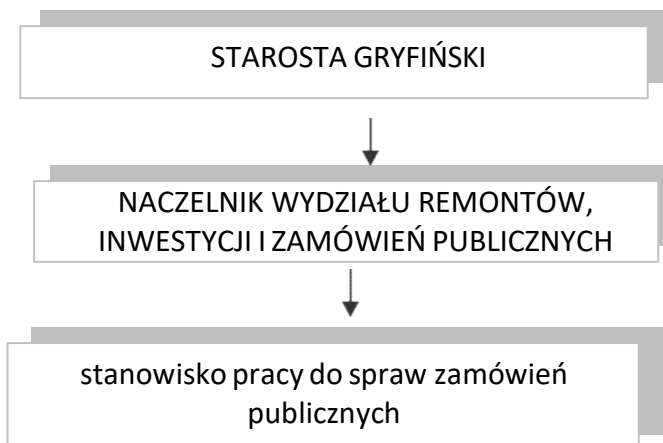 STAROSTA GRYFIŃSKI
NACZELNIK WYDZIAŁU REMONTÓW,
INWESTYCJI I ZAMÓWIEŃ PUBLICZNYCH
stanowisko pracy do spraw zamówień
publicznych